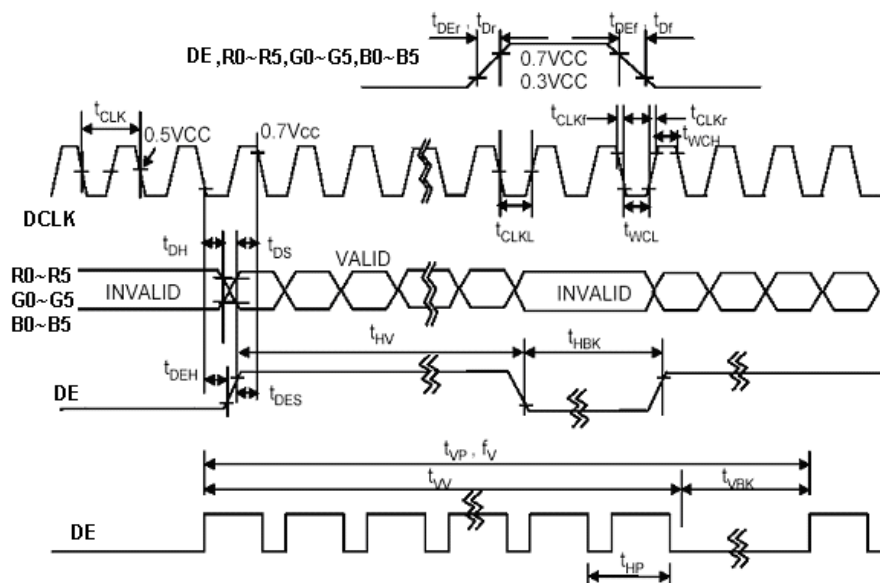 tDEr , tDr
tDEf
tDf
DE ,R0~R5,G0~G5,B0~B5
0.7VCC
0.3VCC
tCLK
0.5VCC
0.7Vcc
tCLKf
tCLKr
tWCH
DCLK
tCLKL
tWCL
tDH
tDS
VALID
R0~R5
G0~G5
B0~B5
INVALID
INVALID
tHV
tHBK
tDEH
tDES
DE
tVP , fV
tVV
tVBK
DE
tHP